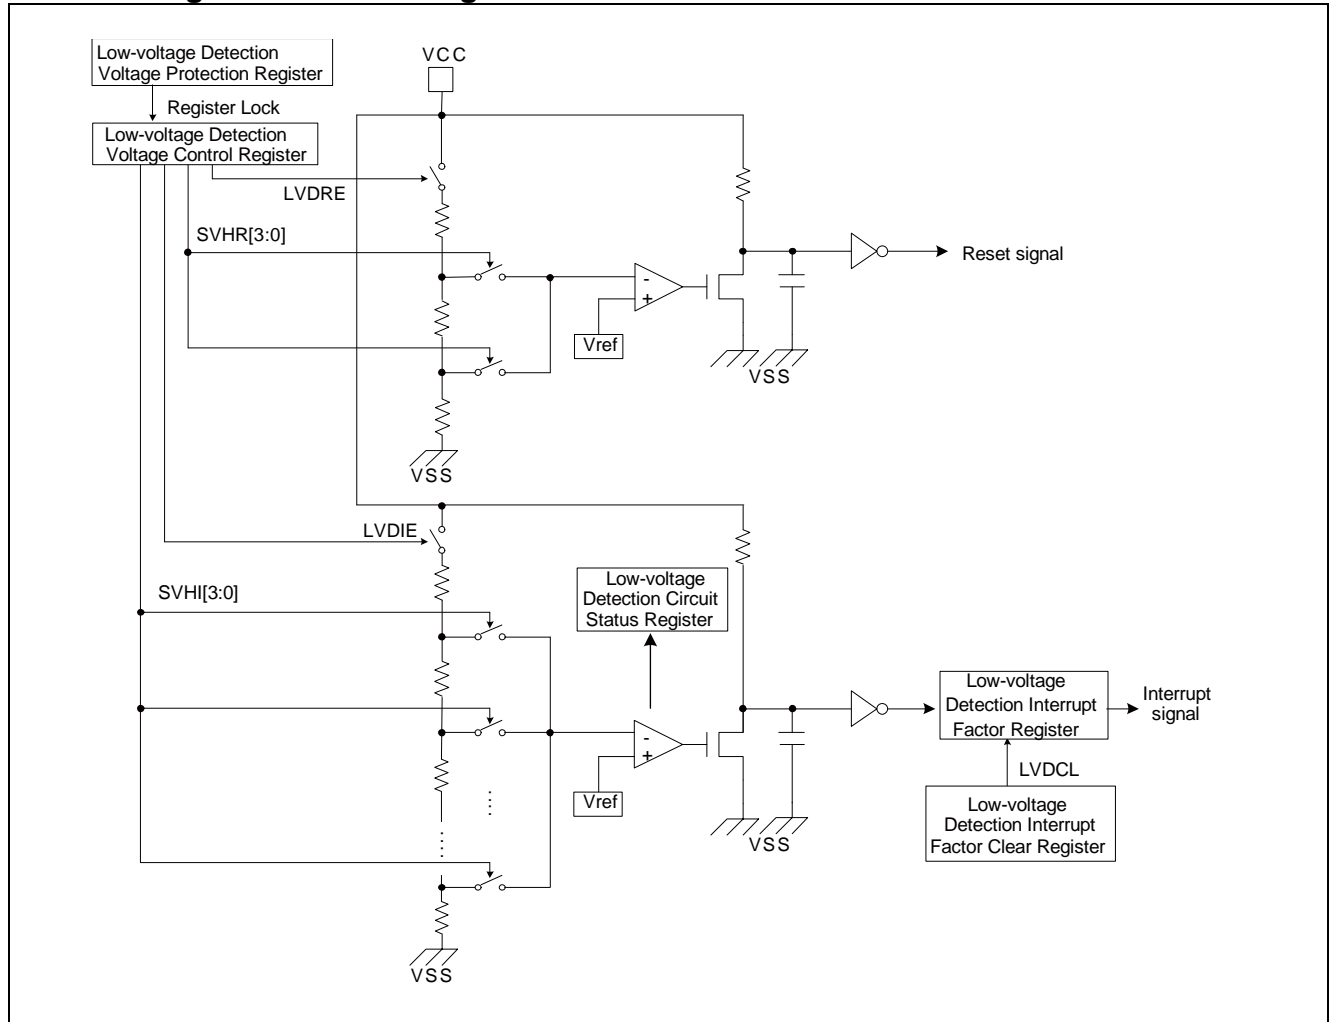 Low-voltage Detection
Voltage Protection Register
Register Lock
Low-voltage Detection
Voltage Control Register
VCC
LVDRE
SVHR[3:0]
-
+
Vref
Reset signal
VSS
VSS
LVDIE
SVHI[3:0]
Low-voltage
Detection Circuit
Status Register
-
+
Vref
VSS
Low-voltage
Detection Interrupt
Factor Register
Interrupt
signal
LVDCL
Low-voltage
Detection Interrupt
Factor Clear Register
VSS